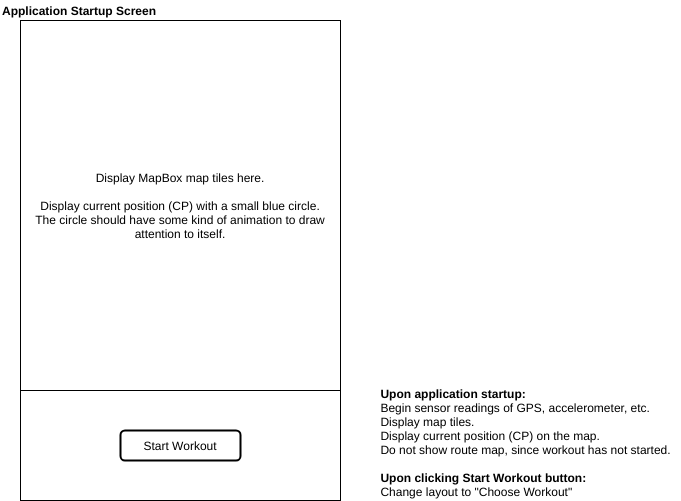 Application Startup Screen
Display MapBox map tiles here.
Display current position (CP) with a small blue circle.
The circle should have some kind of animation to draw
attention to itself.
Start Workout
Upon application startup:
Begin sensor readings of GPS, accelerometer, etc.
Display map tiles.
Display current position (CP) on the map.
Do not show route map, since workout has not started.
Upon clicking Start Workout button:
Change layout to "Choose Workout"